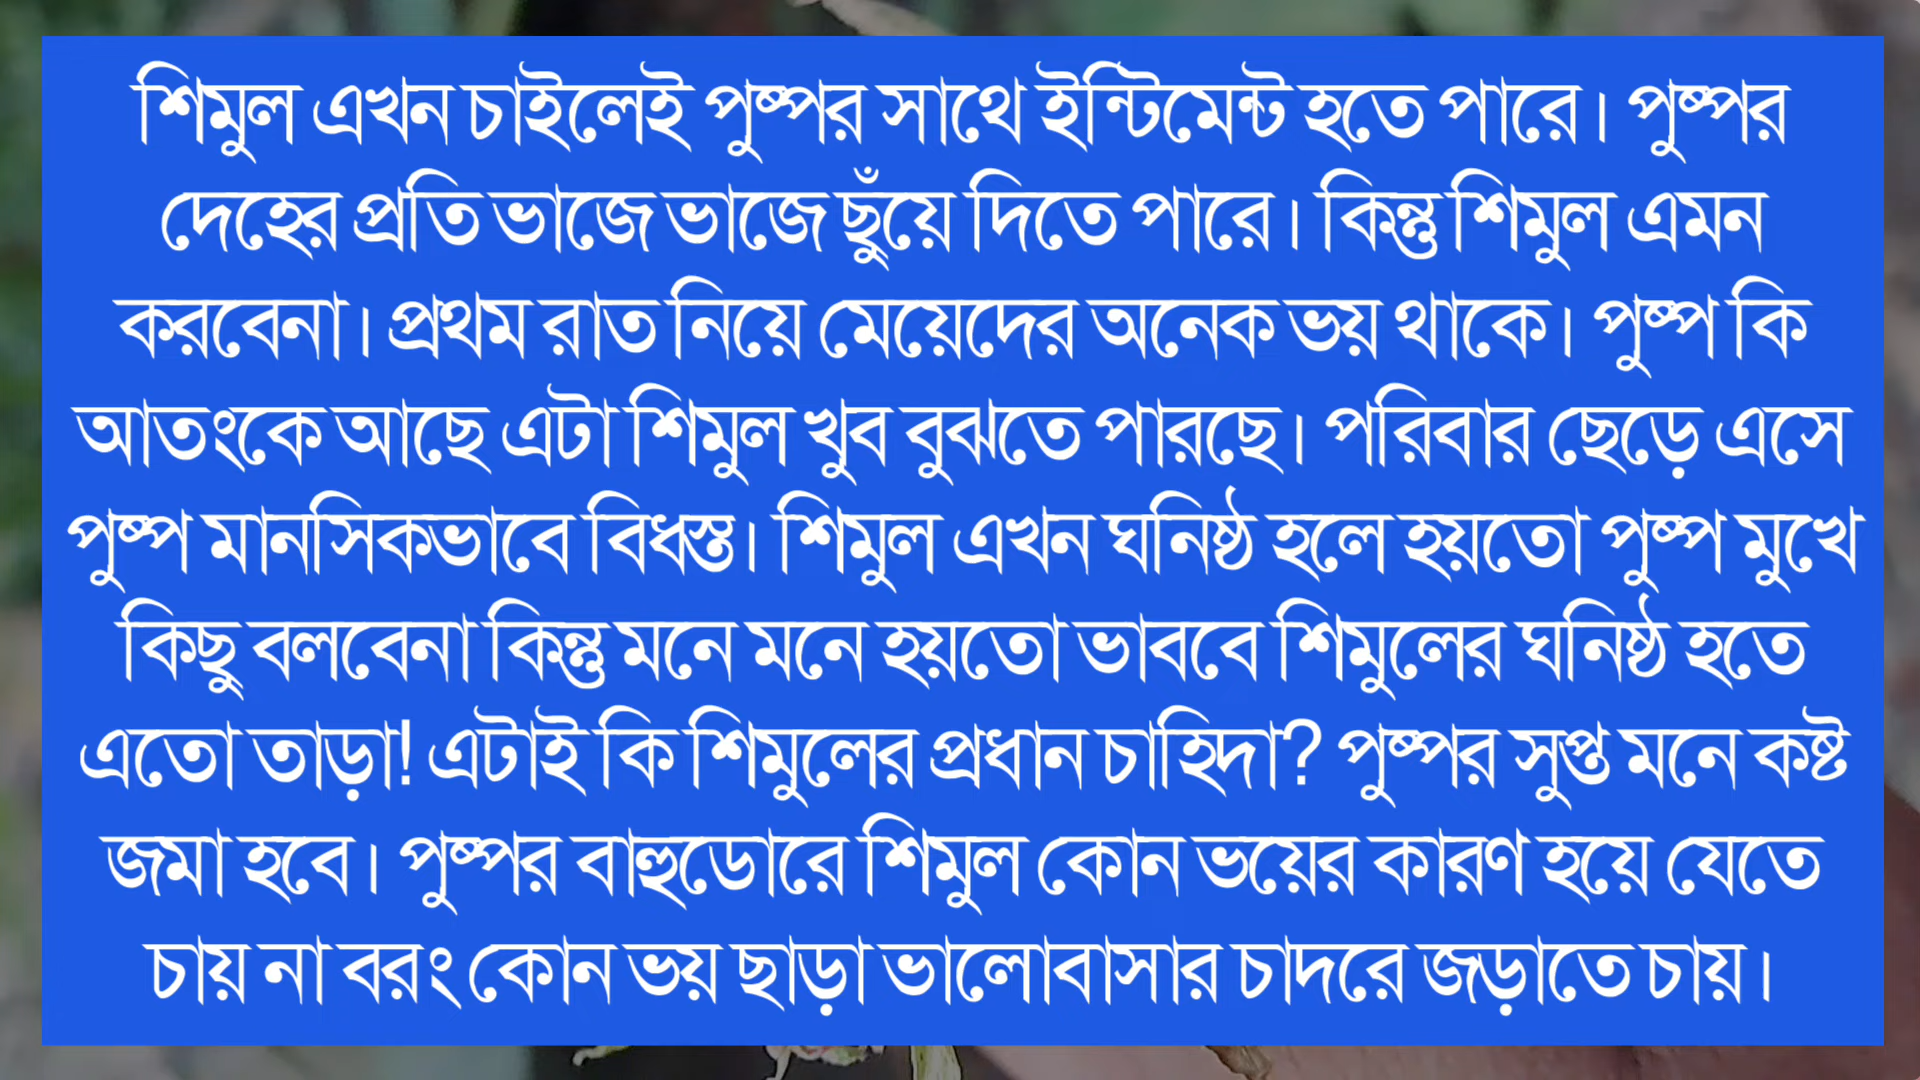 শিমুল এখন চাইলেই পুষ্পর সাথে ইন্টিমেন্ট হতে পারে। পুষ্পর
দেহের প্রতি ভাজে ভাজে ছুঁয়ে দিতে পারে। কিন্তু শিমুল এমন
করবেনা। প্রথম রাত নিয়ে মেয়েদের অনেক ভয় থাকে। পুষ্প কি
আতংকে আছে এটা শিমুল খুব বুঝতে পারছে। পরিবার ছেড়ে এসে
পুষ্প মানসিকভাবে বিধস্ত। শিমুল এখন ঘনিষ্ঠ হলে হয়তো পুষ্প মুখে
কিছু বলবেনা কিন্তু মনে মনে হয়তো ভাববে শিমুলের ঘনিষ্ঠ হতে
এতো তাড়া! এটাই কি শিমুলের প্রধান চাহিদা? পুষ্পর সুপ্ত মনে কষ্ট
জমা হবে। পুষ্পর বাহুডোরে শিমুল কোন ভয়ের কারণ হয়ে যেতে
চায় না বরং কোন ভয় ছাড়া ভালোবাসার চাদরে জড়াতে চায়।